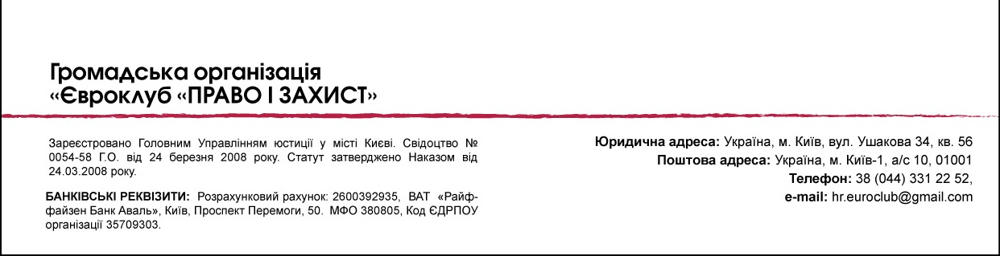 Громадська організація
«Євроклуб «ПРАВО І ЗАХИСТ»
Зареєстровано Головним Управлінням юстиції у місті Києві. Свідоцтво №
0054-58 Г.О. від 24 березня 2008 року. Статут затверджено Наказом від
24.03.2008 року.
БАНКІВСЬКІ РЕКВІЗИТИ: Розрахунковий рахунок: 2600392935, ВАТ «Райф-
файзен Банк Аваль», Київ, Проспект Перемоги, 50. МФО 380805, Код ЄДРПОУ
організації 35709303.
Юридична адреса: Україна, м. Київ, вул. Ушакова 34, кв. 56
Поштова адреса: Україна, м. Київ-1, а/с 10, 01001
Телефон: 38 (044) 331 22 52,
e-mail: hr.euroclub@gmail.com